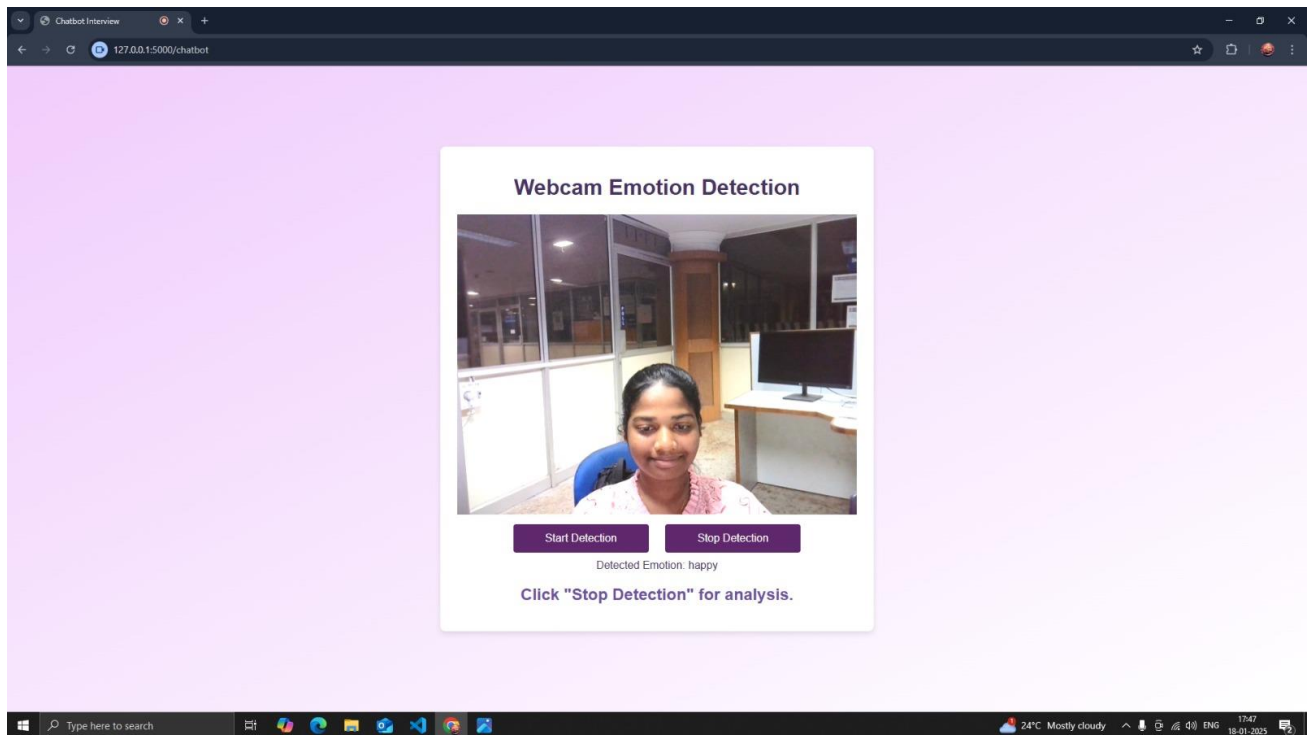 Chatbot Interview
127.0.0.1:5000/chatbot
Webcam Emotion Detection
Start Detection Stop Detection
Detected Emotion: happy
Click "Stop Detection" for analysis.
Type here to search
24°C Mostly cloudy
ENG
17:47
18-01-2025